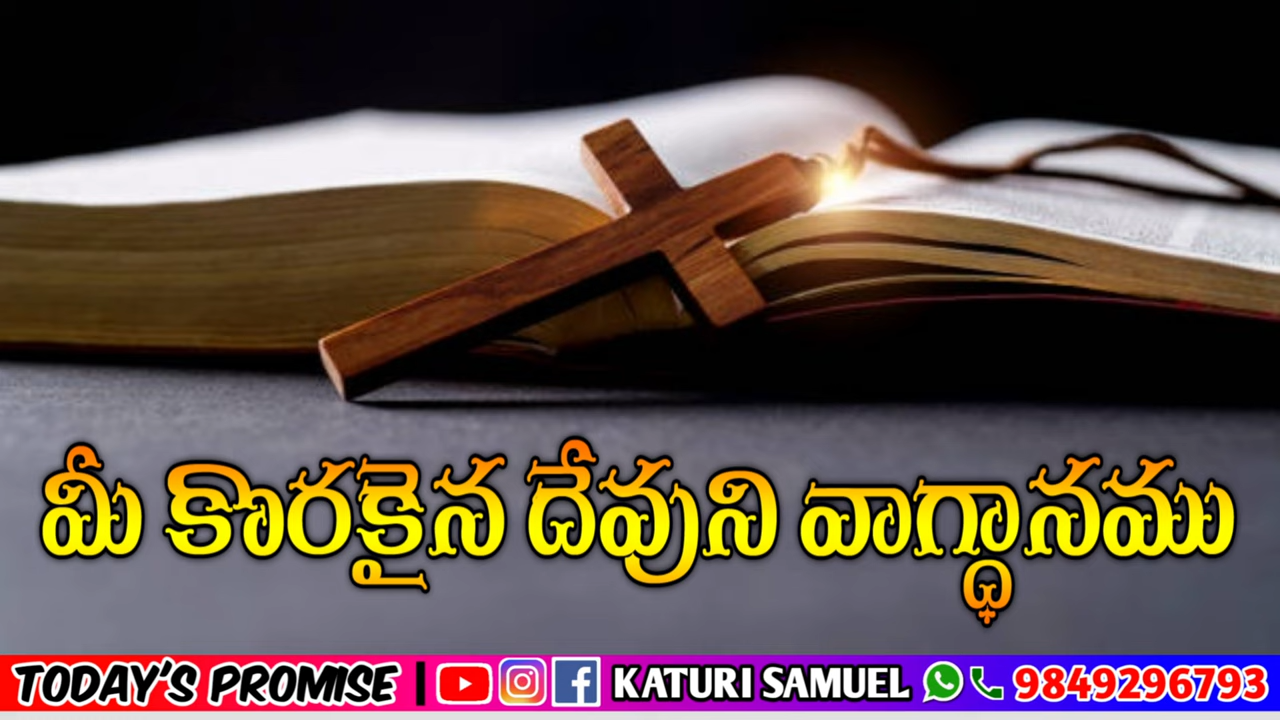 మీ కొరకైన దేవుని వాగ్ధానము
TODAY'S PROMISE | KATURI SAMUEL 9849296793